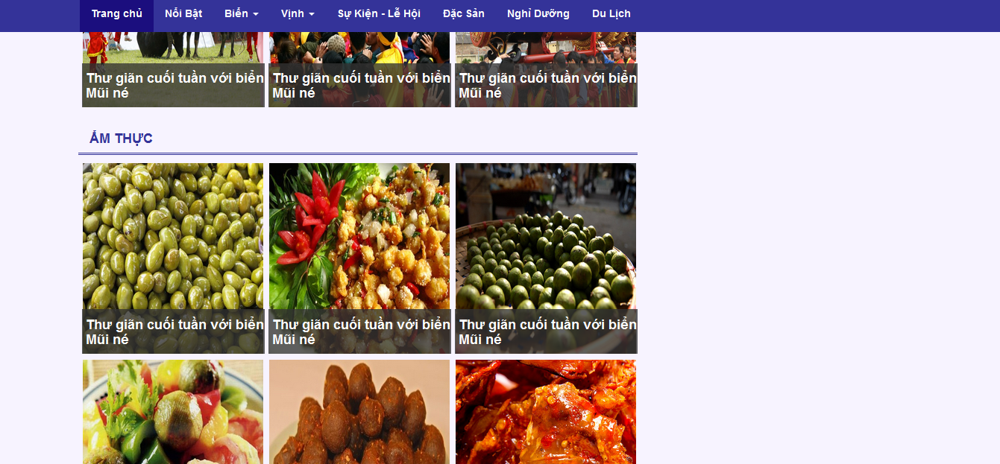 Trang chủ Nổi Bật Biển Vịnh Sự Kiện - Lễ Hội Đặc Sản Nghỉ Dưỡng Du Lịch
Thư giãn cuối tuần với biển
Mũi né
Thư giãn cuối tuần với biển
Mũi né
Thư giãn cuối tuần với biển
Mũi né
ẨM THỰC
Thư giãn cuối tuần với biển
Mũi né
Thư giãn cuối tuần với biển
Mũi né
Thư giãn cuối tuần với biển
Mũi né